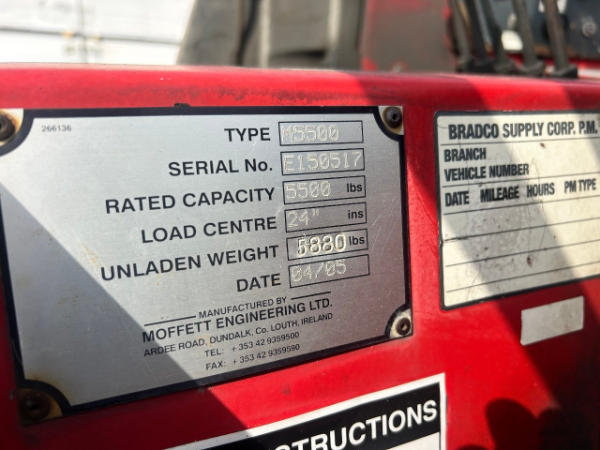 266136
TYPE M5500
SERIAL No. E150517
RATED CAPACITY 5500 lbs
LOAD CENTRE 24" ins
UNLADEN WEIGHT 5880 lbs
DATE 04/05
MANUFACTURED BY
MOFFETT ENGINEERING LTD.
ARDEE ROAD, DUNDALK, Co. LOUTH, IRELAND
TEL: + 353 42 9359500
FAX: + 353 42 9359590
BRADCO SUPPLY CORP. P.M.
BRANCH
VEHICLE NUMBER
DATE MILEAGE HOURS PM TYPE